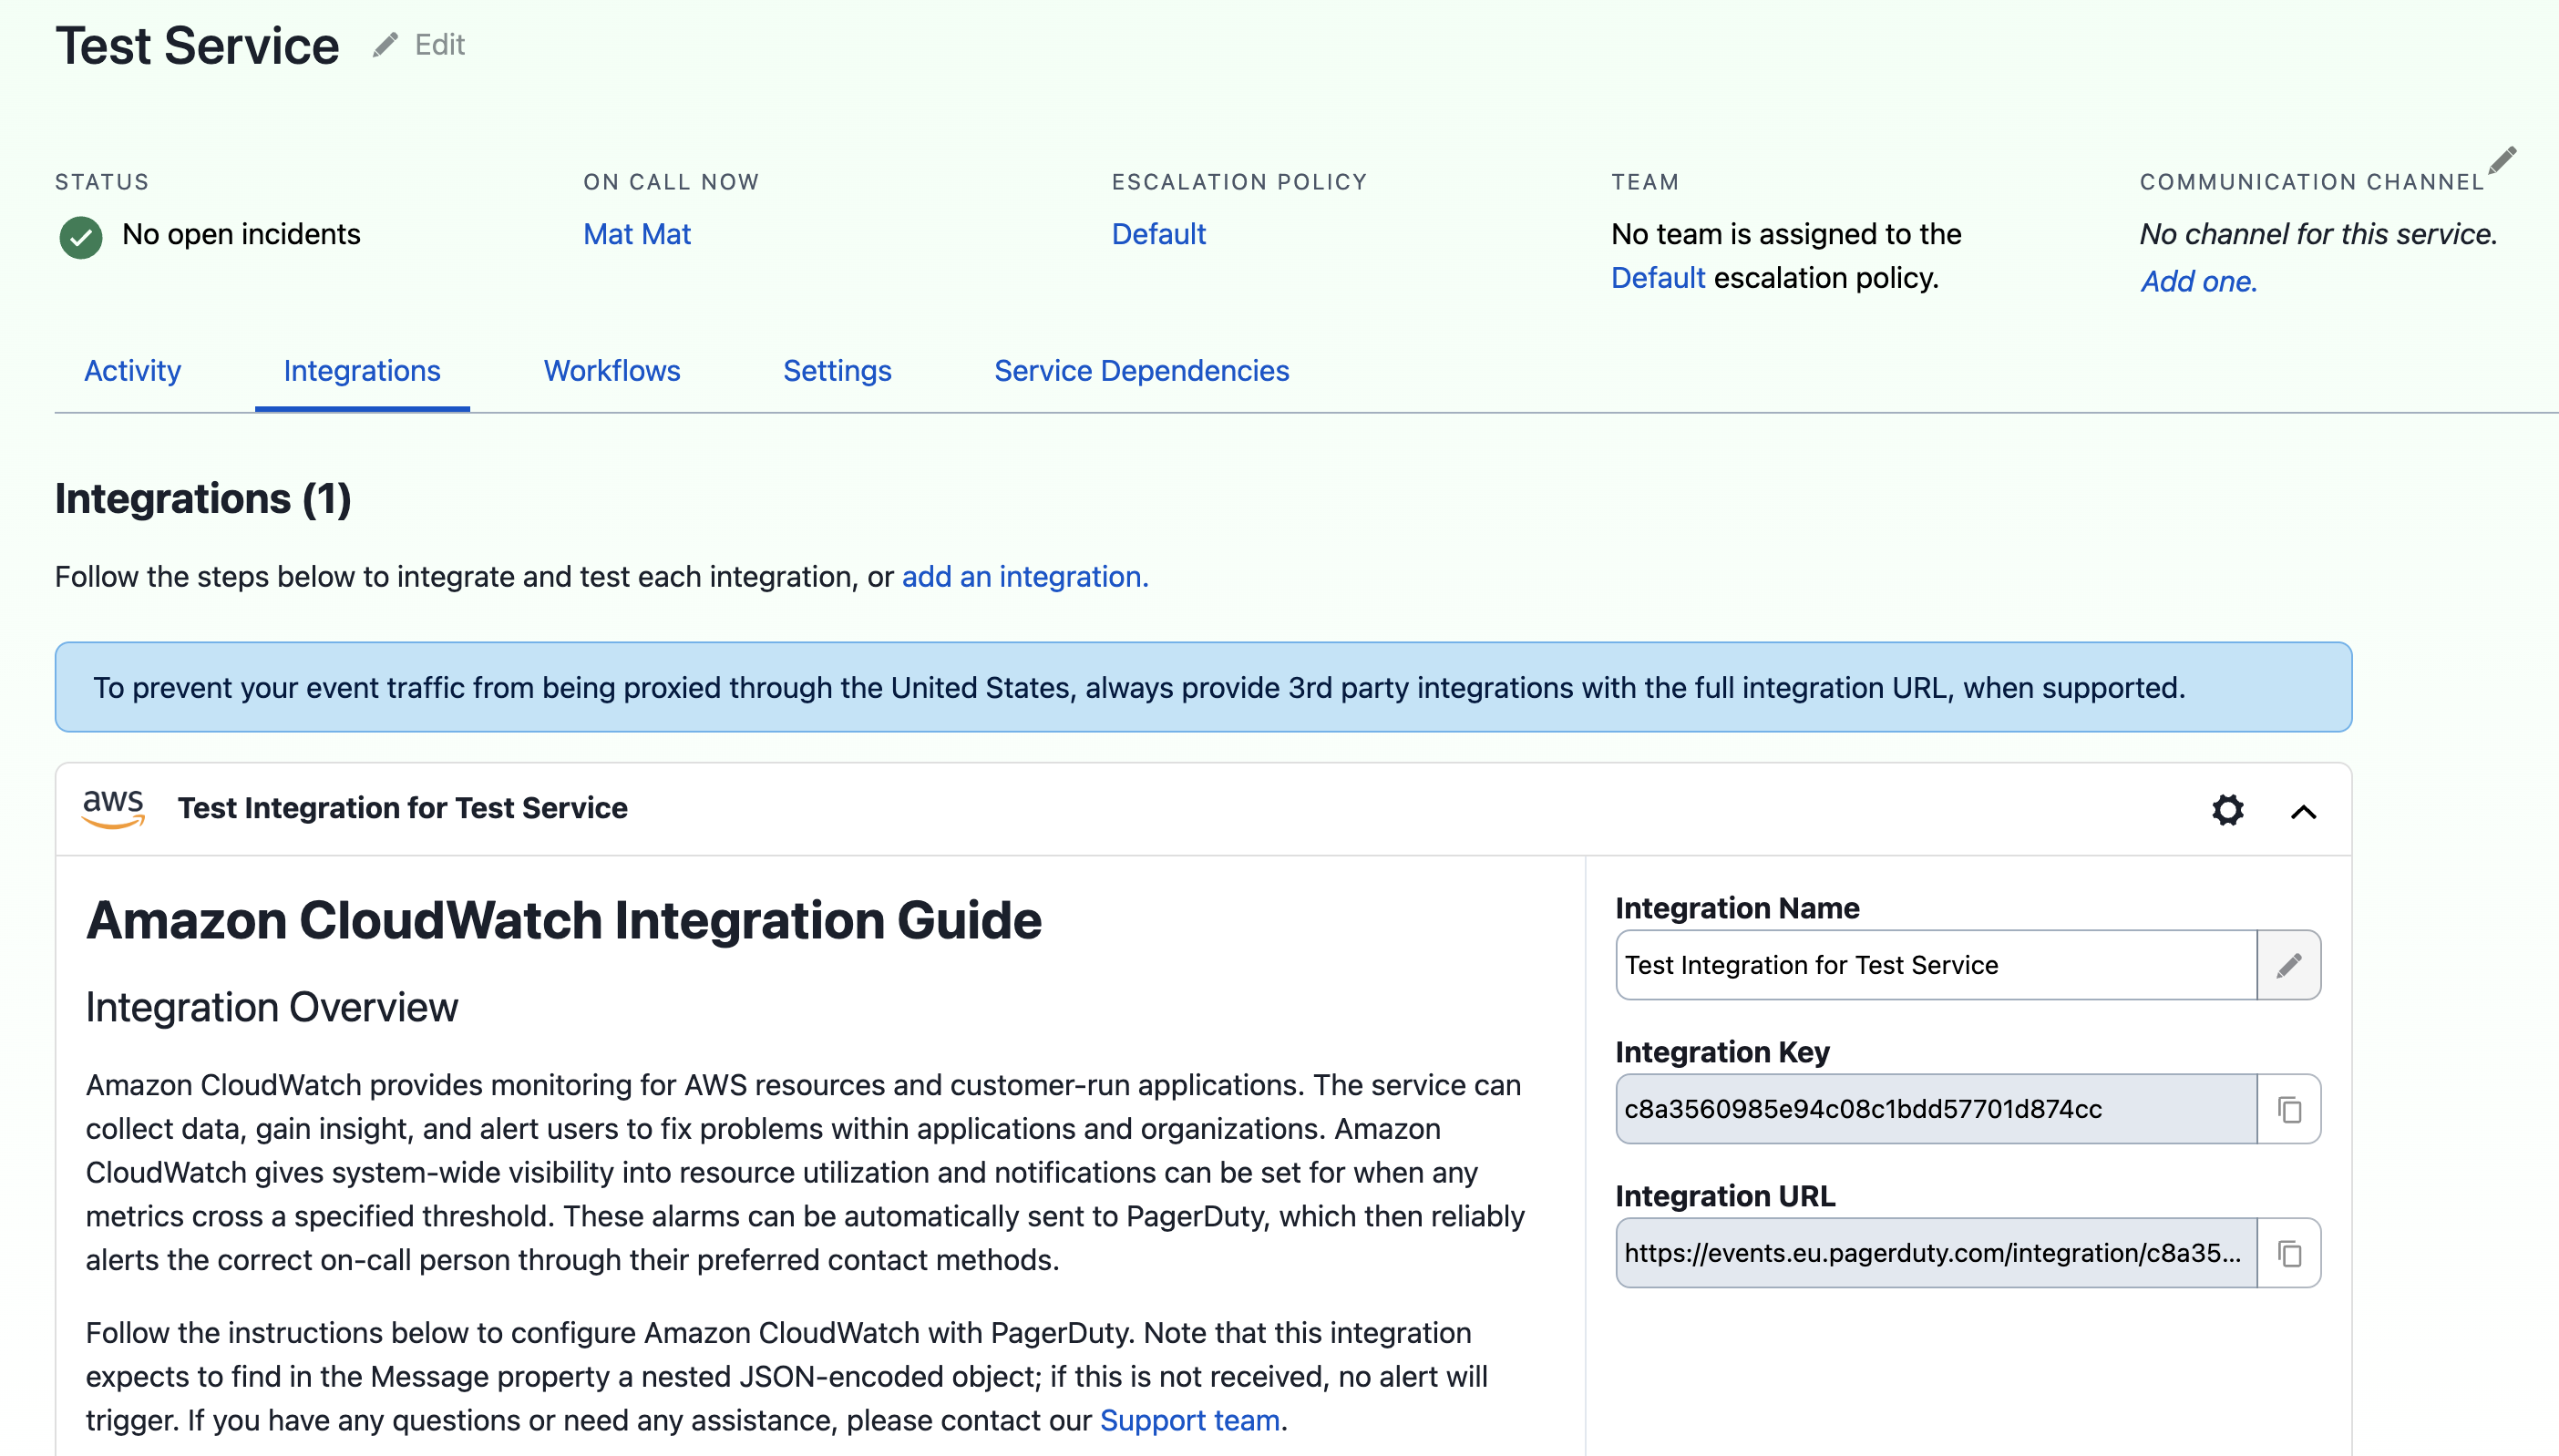 Test Service Edit
STATUS
No open incidents
ON CALL NOW
Mat Mat
ESCALATION POLICY
Default
TEAM
No team is assigned to the
Default escalation policy.
COMMUNICATION CHANNEL
No channel for this service.
Add one.
Activity Integrations Workflows Settings Service Dependencies
Integrations (1)
Follow the steps below to integrate and test each integration, or add an integration.
To prevent your event traffic from being proxied through the United States, always provide 3rd party integrations with the full integration URL, when supported.
aws Test Integration for Test Service
Amazon CloudWatch Integration Guide
Integration Overview
Amazon CloudWatch provides monitoring for AWS resources and customer-run applications. The service can
collect data, gain insight, and alert users to fix problems within applications and organizations. Amazon
CloudWatch gives system-wide visibility into resource utilization and notifications can be set for when any
metrics cross a specified threshold. These alarms can be automatically sent to PagerDuty, which then reliably
alerts the correct on-call person through their preferred contact methods.
Follow the instructions below to configure Amazon CloudWatch with PagerDuty. Note that this integration
expects to find in the Message property a nested JSON-encoded object; if this is not received, no alert will
trigger. If you have any questions or need any assistance, please contact our Support team.
Integration Name
Test Integration for Test Service
Integration Key
c8a3560985e94c08c1bdd57701d874cc
Integration URL
https://events.eu.pagerduty.com/integration/c8a35...